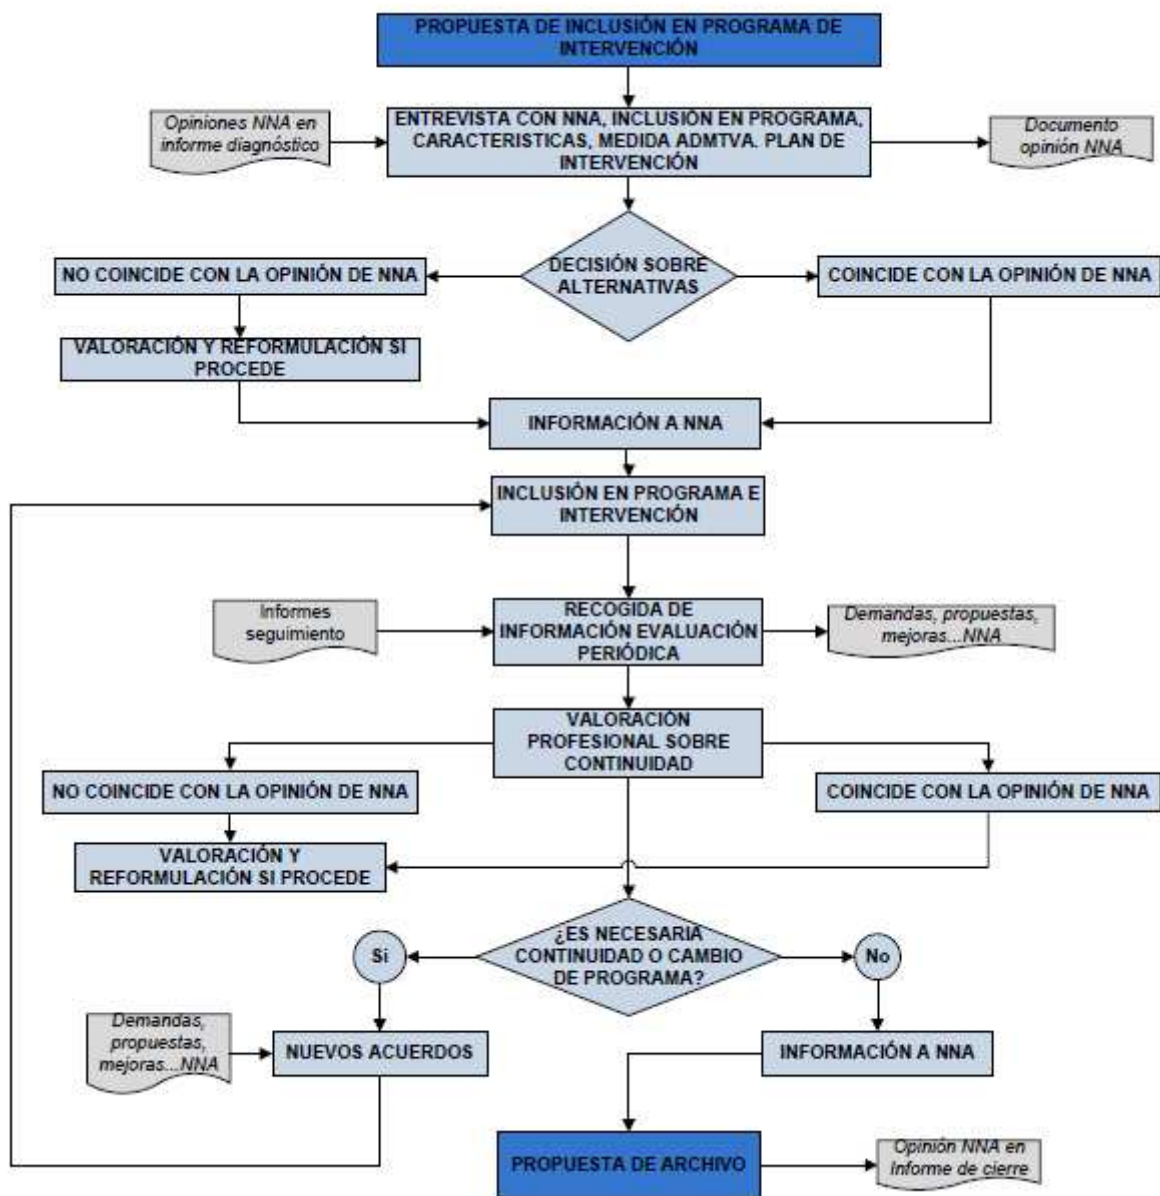 PROPUESTA DE INCLUSIÓN EN PROGRAMA DE
INTERVENCIÓN
Opiniones NNA en
informe diagnóstico
ENTREVISTA CON NNA, INCLUSIÓN EN PROGRAMA,
CARACTERISTICAS, MEDIDA ADMTVA. PLAN DE
INTERVENCIÓN
Documento
opinión NNA
DECISIÓN SOBRE
ALTERNATIVAS
NO COINCIDE CON LA OPINIÓN DE NNA
COINCIDE CON LA OPINIÓN DE NNA
VALORACIÓN Y REFORMULACIÓN SI
PROCEDE
INFORMACIÓN A NNA
INCLUSIÓN EN PROGRAMA E
INTERVENCIÓN
Informes
seguimiento
RECOGIDA DE
INFORMACIÓN EVALUACIÓN
PERIÓDICA
Demandas, propuestas,
mejoras...NNA
VALORACIÓN
PROFESIONAL SOBRE
CONTINUIDAD
NO COINCIDE CON LA OPINIÓN DE NNA
COINCIDE CON LA OPINIÓN DE NNA
VALORACIÓN Y
REFORMULACIÓN SI PROCEDE
¿ES NECESARIA
CONTINUIDAD O CAMBIO
DE PROGRAMA?
Sí
No
Demandas,
propuestas,
mejoras...NNA
NUEVOS ACUERDOS
INFORMACIÓN A NNA
PROPUESTA DE ARCHIVO
Opinión NNA en
Informe de cierre